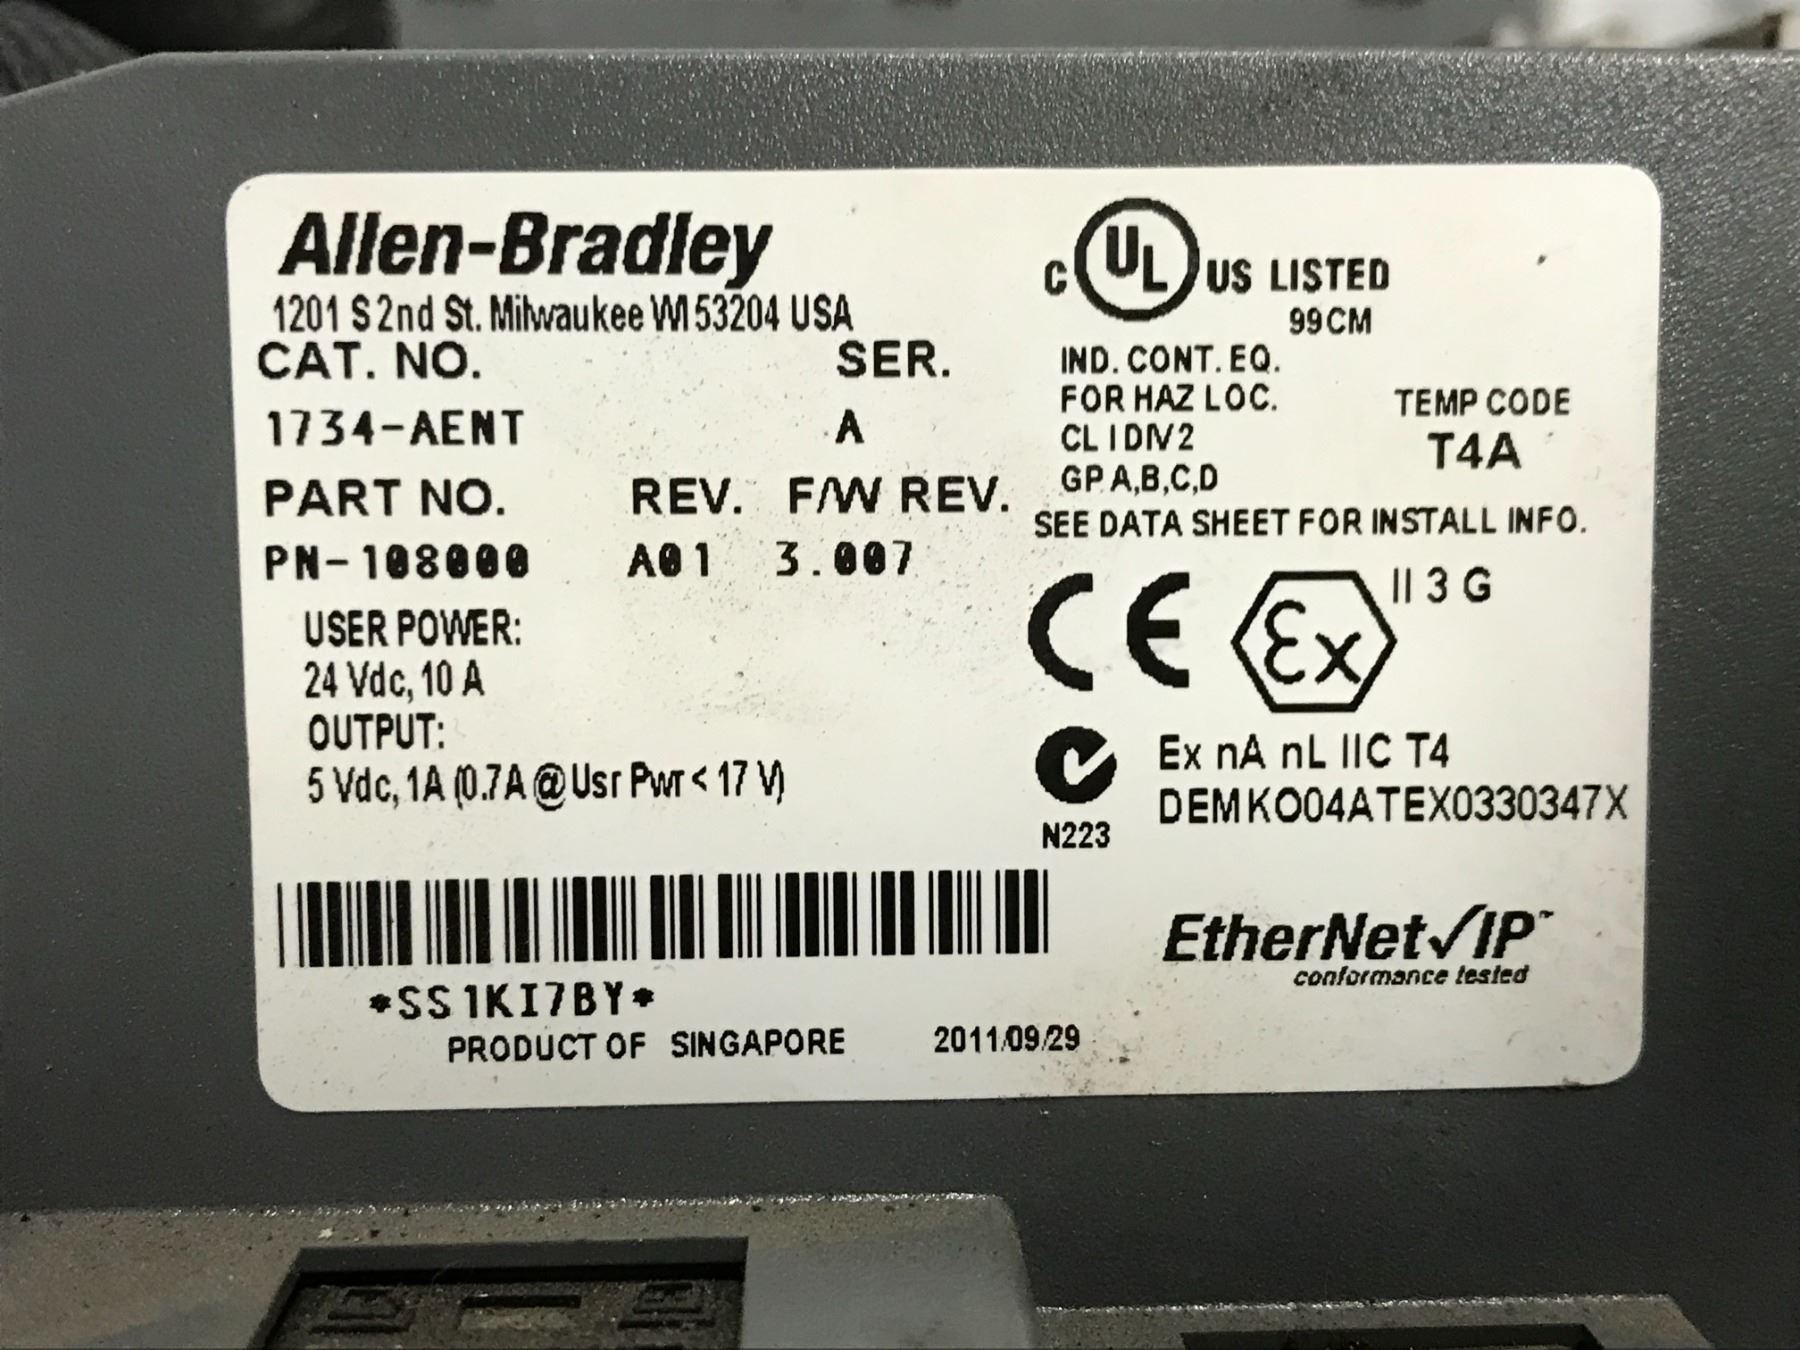 Allen-Bradley
1201 S 2nd St. Milwaukee WI 53204 USA
CAT. NO. SER.
1734-AENT A
PART NO. REV. F/W REV.
PN-108000 A01 3.007
USER POWER:
24 Vdc, 10 A
OUTPUT:
5 Vdc, 1A (0.7A @ Usr Pwr < 17 V)
*SS1KI7BY*
PRODUCT OF SINGAPORE 2011/09/29
C UL US LISTED
99CM
IND. CONT. EQ.
FOR HAZ LOC.
CL I DIV 2
GP. A,B,C,D
TEMP CODE
T4A
SEE DATA SHEET FOR INSTALL INFO.
CE Ex II 3 G
N223
Ex nA nL IIC T4
DEMKO04ATEX0330347X
EtherNet/IP™
conformance tested